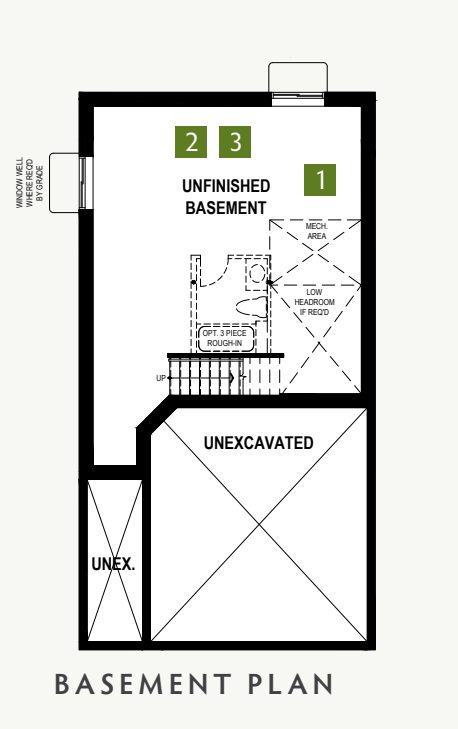 2 3
1
WINDOW WELL
WHERE REQ'D
BY GRADE
UNFINISHED
BASEMENT
MECH.
AREA
LOW
HEADROOM
IF REQ'D
OPT. 3 PIECE
ROUGH-IN
UP
UNEXCAVATED
UNEX.
BASEMENT PLAN